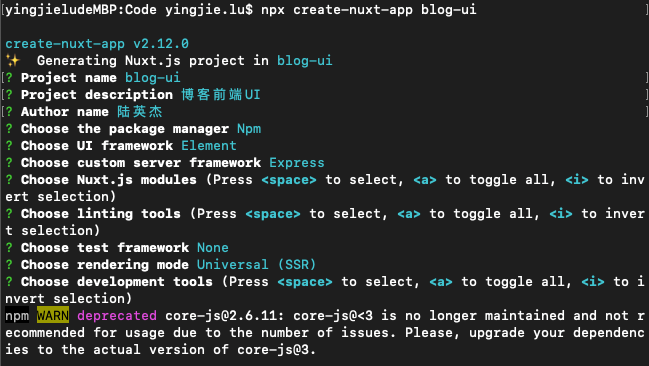 [yingjieludeMBP:Code yingjie.lu$ npx create-nuxt-app blog-ui ]
create-nuxt-app v2.12.0
✨ Generating Nuxt.js project in blog-ui
[? Project name blog-ui ]
[? Project description 博客前端UI ]
[? Author name 陆英杰 ]
? Choose the package manager Npm
? Choose UI framework Element
? Choose custom server framework Express
? Choose Nuxt.js modules (Press <space> to select, <a> to toggle all, <i> to inv
ert selection)
? Choose linting tools (Press <space> to select, <a> to toggle all, <i> to inver
t selection)
? Choose test framework None
? Choose rendering mode Universal (SSR)
? Choose development tools (Press <space> to select, <a> to toggle all, <i> to i
nvert selection)
npm WARN deprecated core-js@2.6.11: core-js@<3 is no longer maintained and not r
ecommended for usage due to the number of issues. Please, upgrade your dependenc
ies to the actual version of core-js@3.